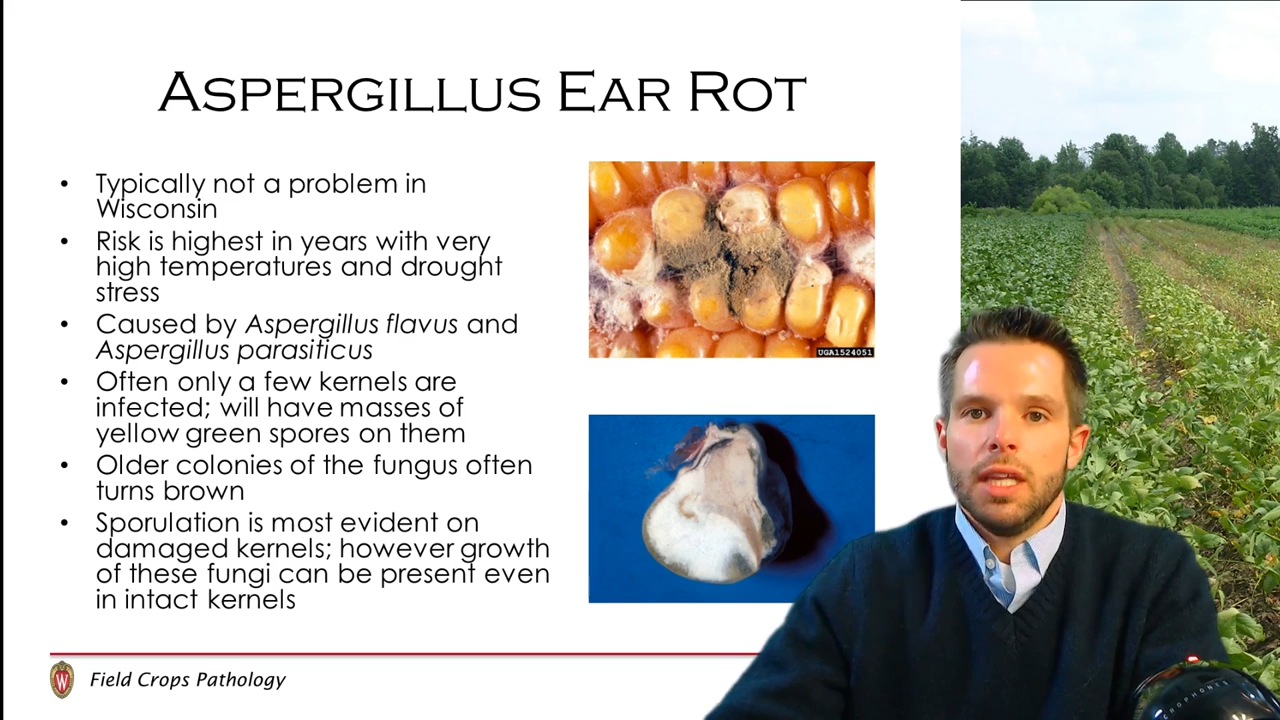 ASPERGILLUS EAR ROT
• Typically not a problem in
Wisconsin
• Risk is highest in years with very
high temperatures and drought
stress
• Caused by Aspergillus flavus and
Aspergillus parasiticus
• Often only a few kernels are
infected; will have masses of
yellow green spores on them
• Older colonies of the fungus often
turns brown
• Sporulation is most evident on
damaged kernels; however growth
of these fungi can be present even
in intact kernels
UGA1524051
W
Field Crops Pathology